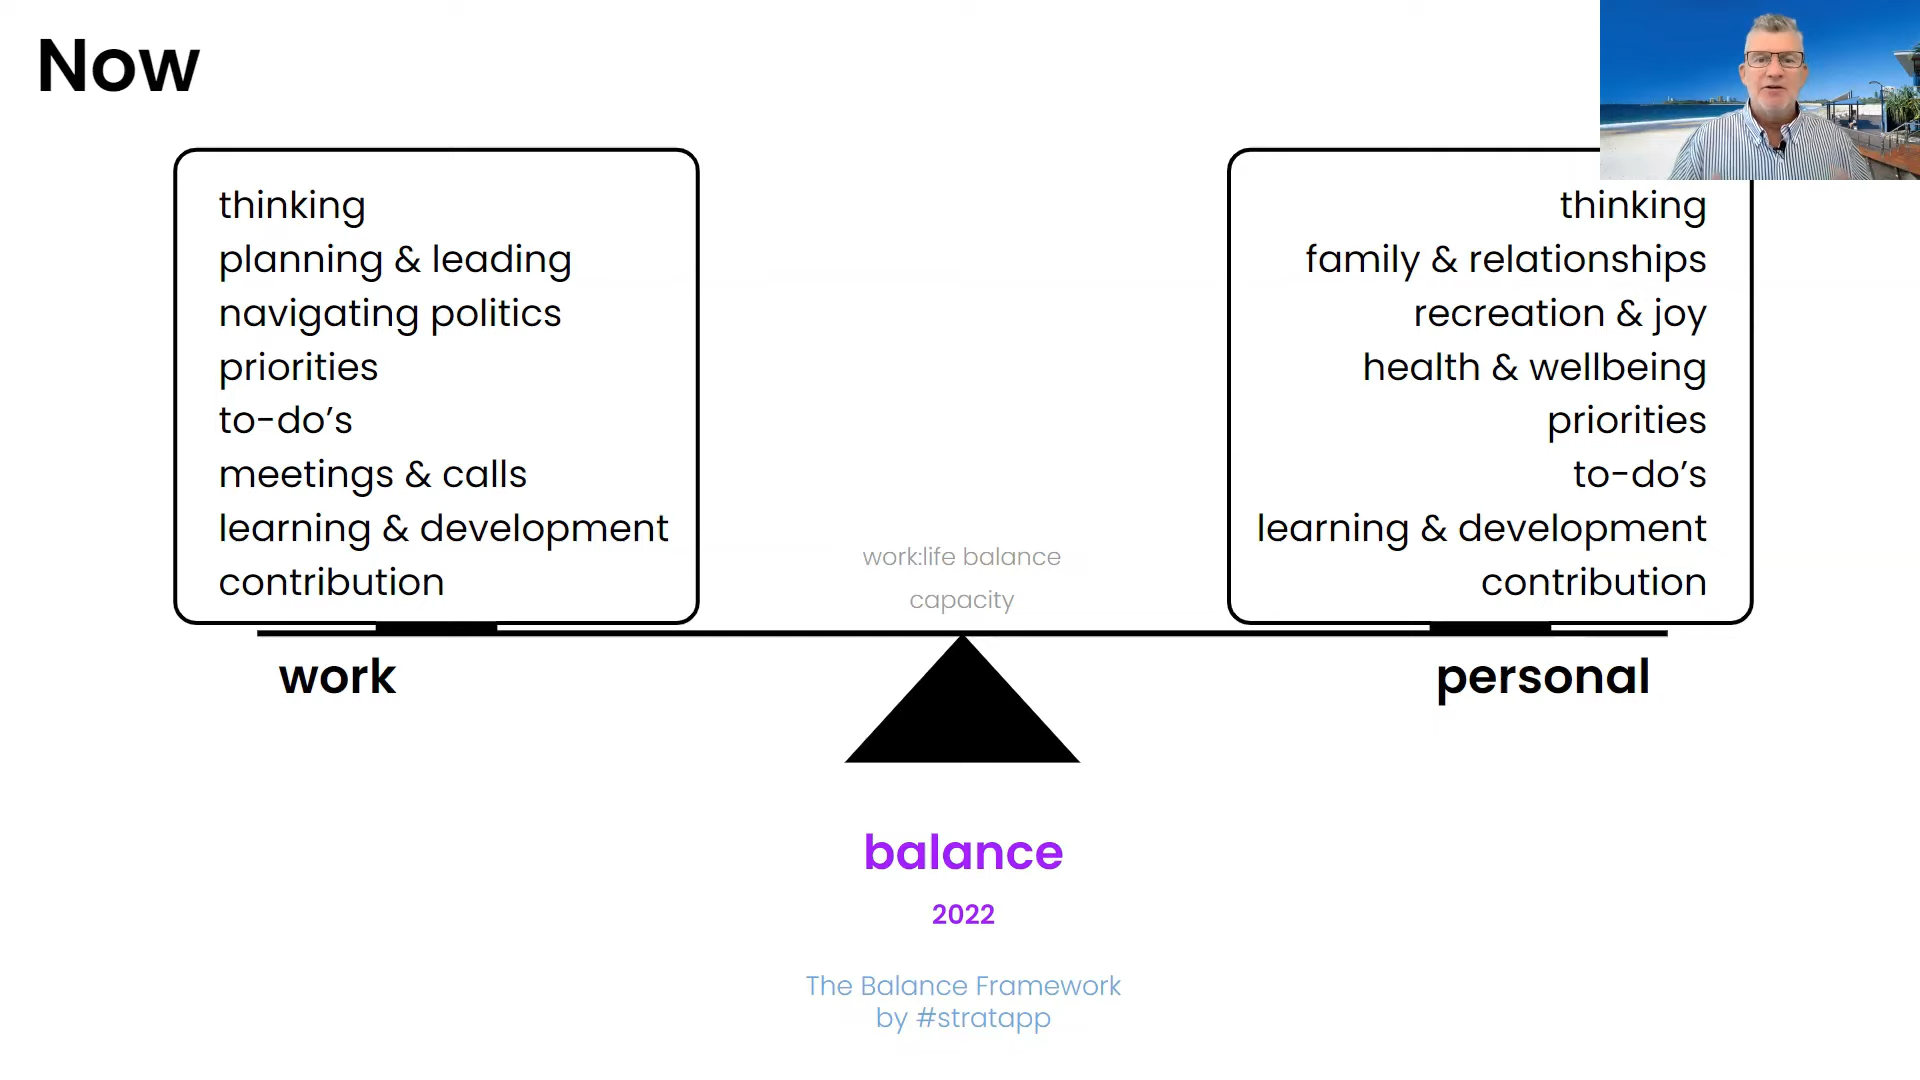 Now
thinking
planning & leading
navigating politics
priorities
to-do’s
meetings & calls
learning & development
contribution
thinking
family & relationships
recreation & joy
health & wellbeing
priorities
to-do’s
learning & development
contribution
work:life balance
capacity
work
personal
balance
2022
The Balance Framework
by #stratapp